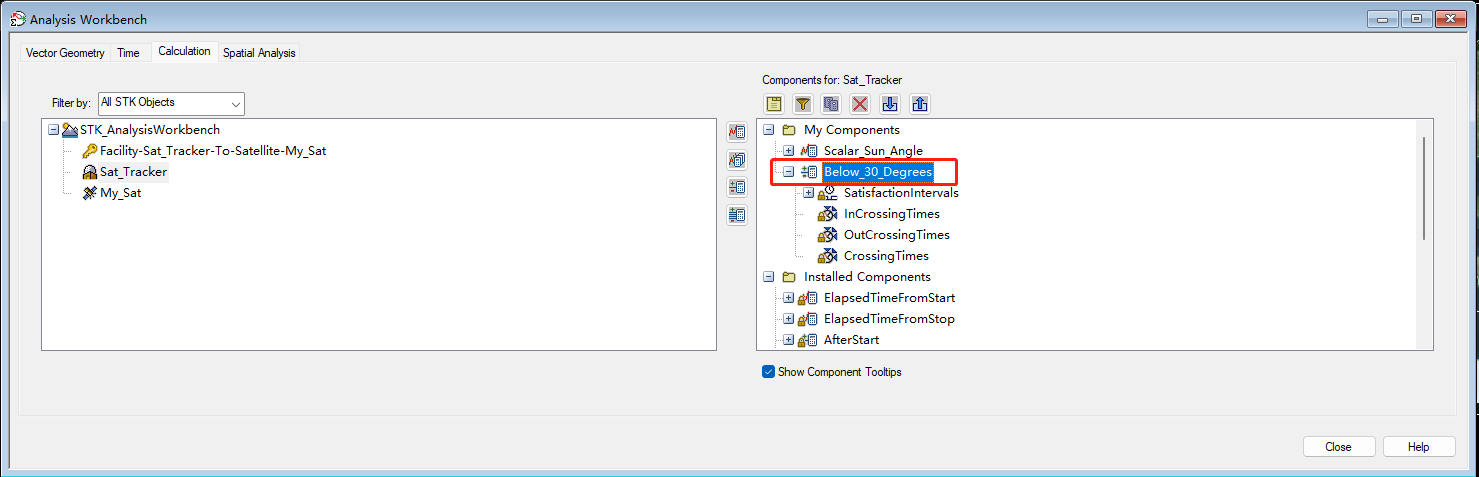 Analysis Workbench
Vector Geometry Time Calculation Spatial Analysis
Components for: Sat_Tracker
Filter by: All STK Objects
STK_AnalysisWorkbench
Facility-Sat_Tracker-To-Satellite-My_Sat
Sat_Tracker
My_Sat
My Components
Scalar_Sun_Angle
Below_30_Degrees
SatisfactionIntervals
InCrossingTimes
OutCrossingTimes
CrossingTimes
Installed Components
ElapsedTimeFromStart
ElapsedTimeFromStop
AfterStart
Show Component Tooltips
Close Help